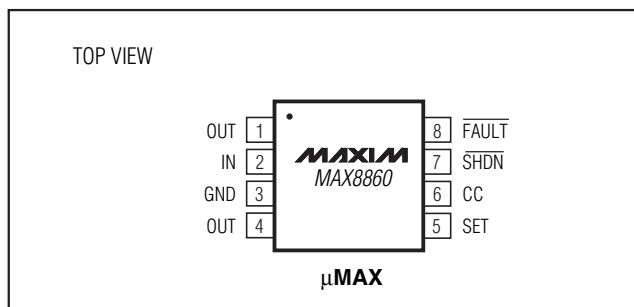 TOP VIEW
OUT 1
IN 2
GND 3
OUT 4
MAXIM
MAX8860
8 FAULT
7 SHDN
6 CC
5 SET
µMAX